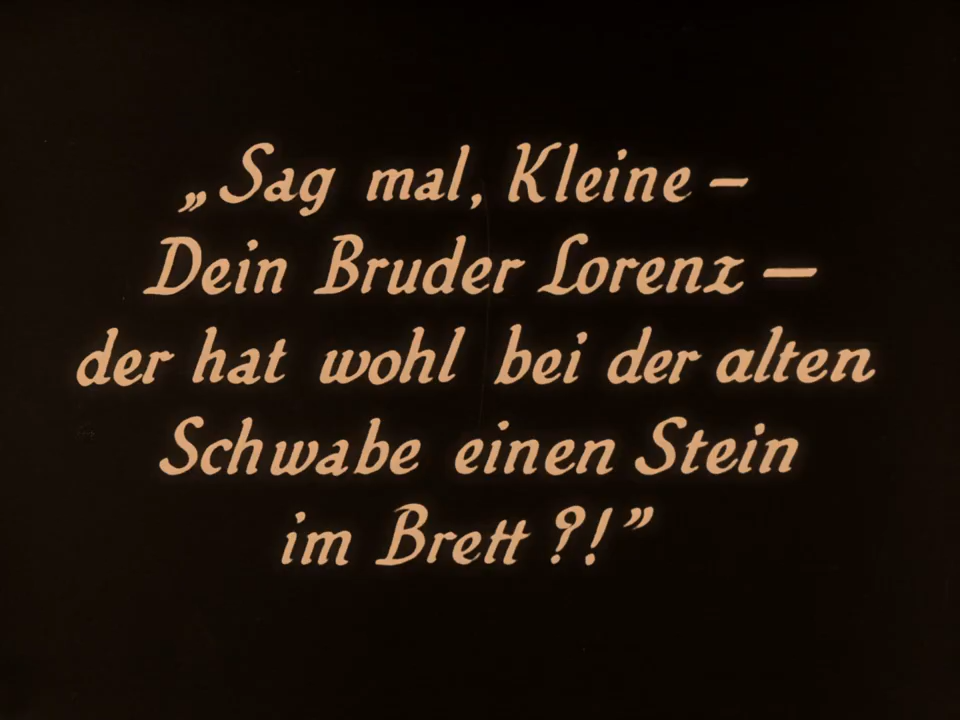 „Sag mal, Kleine –
Dein Bruder Lorenz –
der hat wohl bei der alten
Schwabe einen Stein
im Brett ?!”